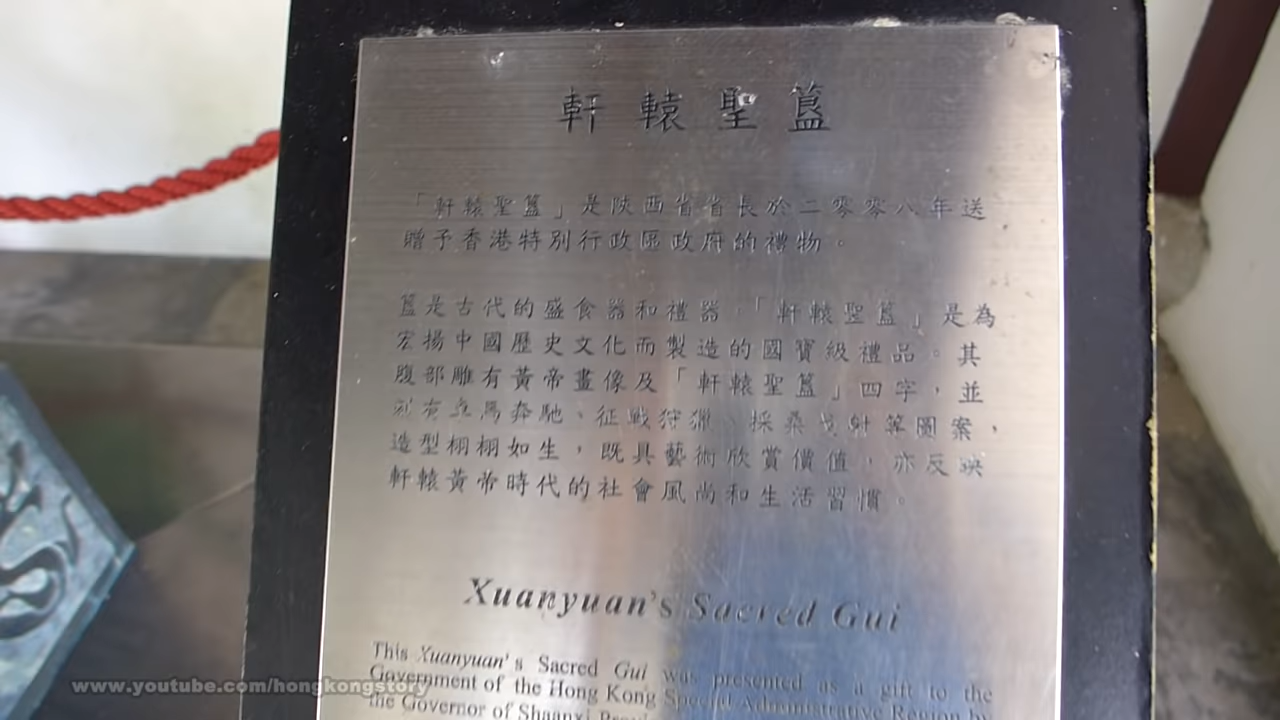 軒轅聖簋
「軒轅聖簋」是陝西省省長於二零零八年送
贈予香港特別行政區政府的禮物。
簋是古代的盛食器和禮器。「軒轅聖簋」是為
宏揚中國歷史文化而製造的國寶級禮品。其
腹部雕有黃帝畫像及「軒轅聖簋」四字，並
刻有立馬奔馳、征戰狩獵、採桑弋射等圖案，
造型栩栩如生，既具藝術欣賞價值，亦反映
軒轅黃帝時代的社會風尚和生活習慣。
Xuanyuan's Sacred Gui
This Xuanyuan's Sacred Gui was presented as a gift to the
Government of the Hong Kong Special Administrative Region by
the Governor of Shaanxi
www.youtube.com/hongkongstory